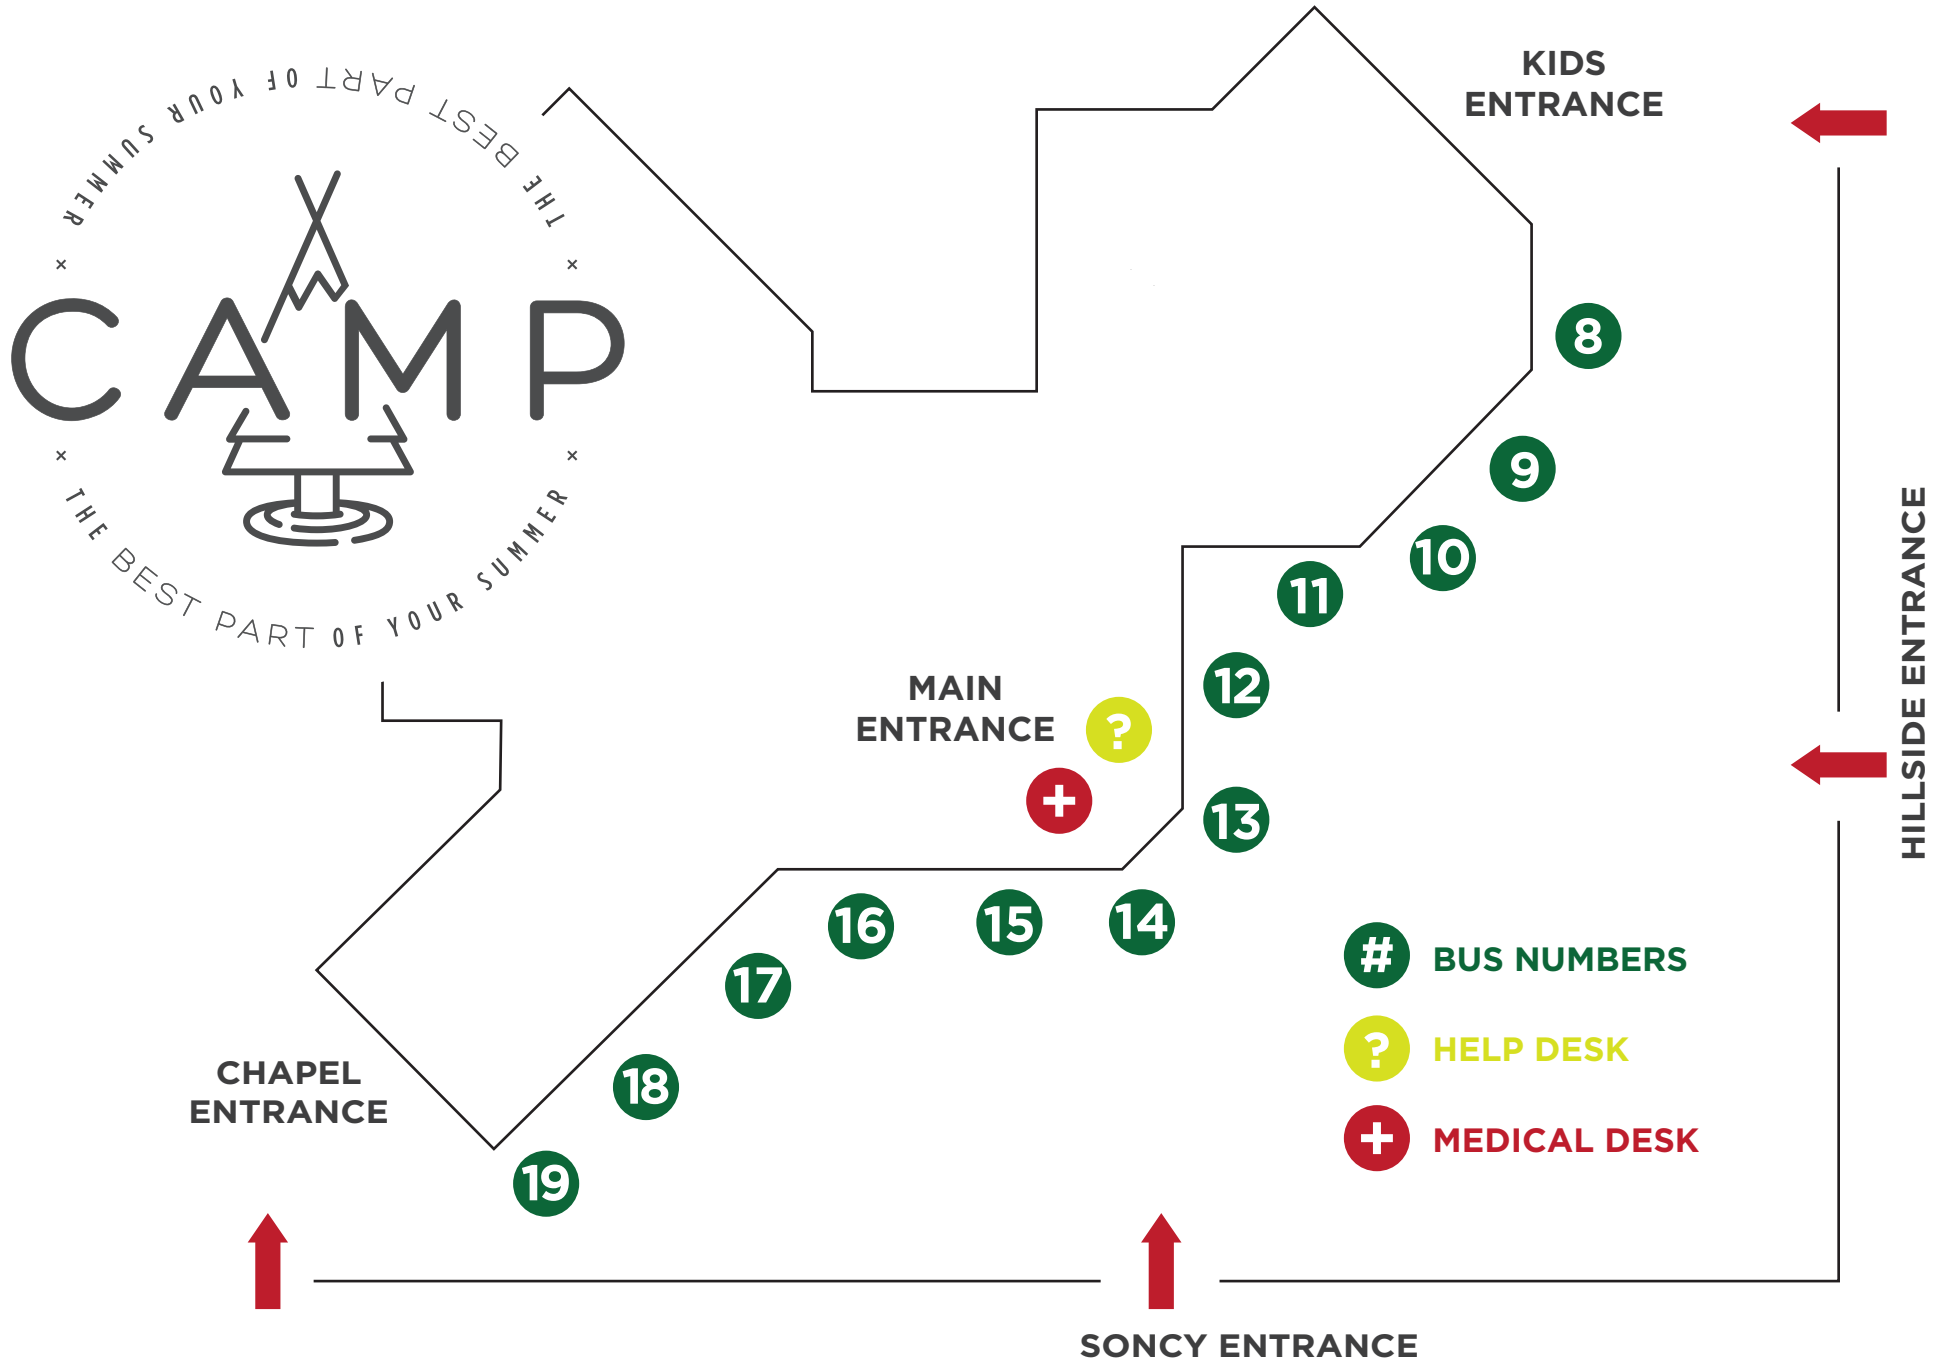 THE BEST PART OF YOUR SUMMER
CAMP
THE BEST PART OF YOUR SUMMER
KIDS
ENTRANCE
8
9
10
11
12
13
14
15
16
17
18
19
MAIN
ENTRANCE
?
+
HILLSIDE ENTRANCE
# BUS NUMBERS
? HELP DESK
+ MEDICAL DESK
CHAPEL
ENTRANCE
SONCY ENTRANCE